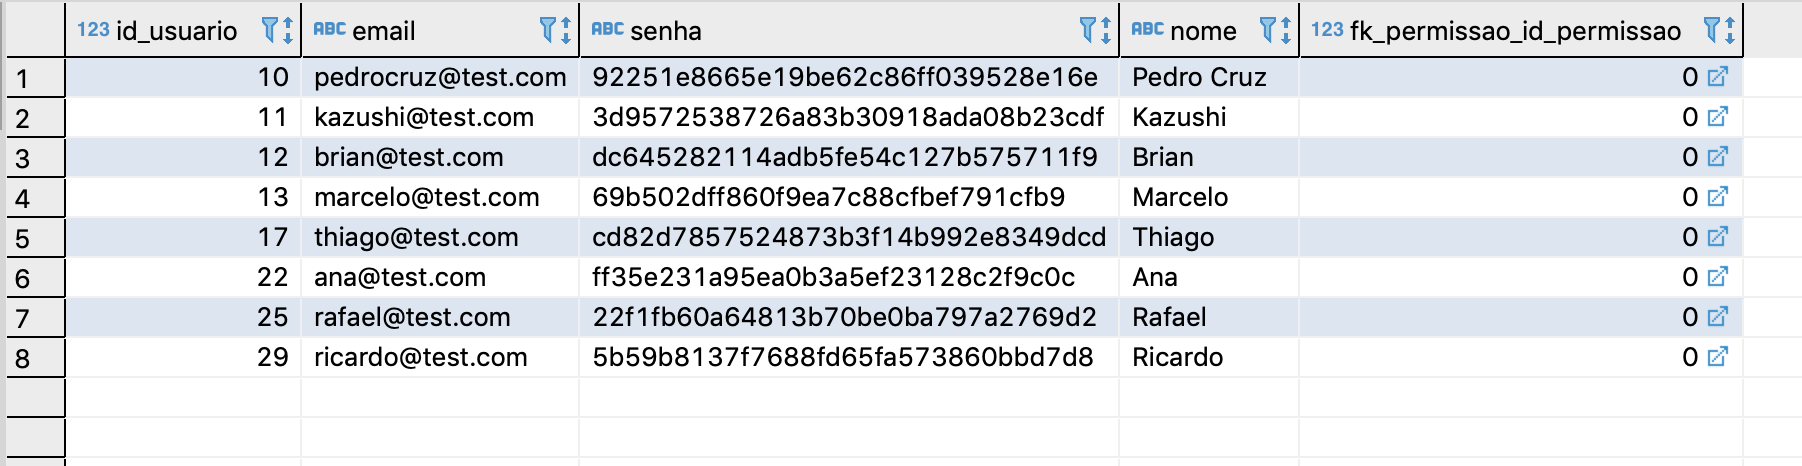 123 id_usuario ABC email ABC senha ABC nome 123 fk_permissao_id_permissao
1 10 pedrocruz@test.com 92251e8665e19be62c86ff039528e16e Pedro Cruz 0
2 11 kazushi@test.com 3d9572538726a83b30918ada08b23cdf Kazushi 0
3 12 brian@test.com dc645282114adb5fe54c127b575711f9 Brian 0
4 13 marcelo@test.com 69b502dff860f9ea7c88cfbef791cfb9 Marcelo 0
5 17 thiago@test.com cd82d7857524873b3f14b992e8349dcd Thiago 0
6 22 ana@test.com ff35e231a95ea0b3a5ef23128c2f9c0c Ana 0
7 25 rafael@test.com 22f1fb60a64813b70be0ba797a2769d2 Rafael 0
8 29 ricardo@test.com 5b59b8137f7688fd65fa573860bbd7d8 Ricardo 0